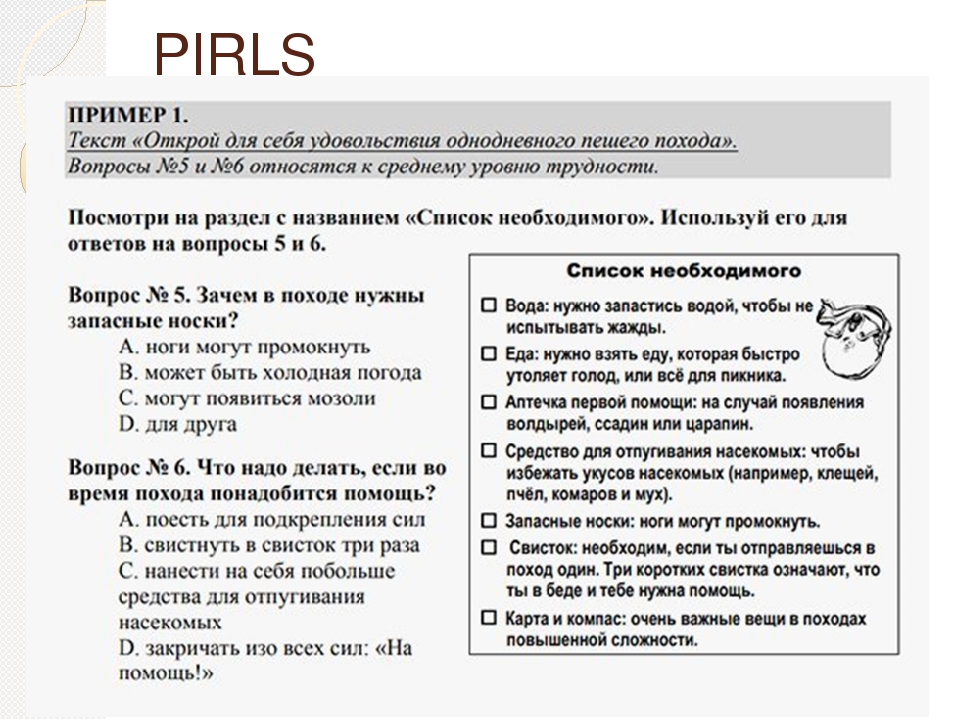 PIRLS
ПРИМЕР 1.
Текст «Открой для себя удовольствия однодневного пешего похода».
Вопросы №5 и №6 относятся к среднему уровню трудности.
Посмотри на раздел с названием «Список необходимого». Используй его для
ответов на вопросы 5 и 6.
Вопрос № 5. Зачем в походе нужны
запасные носки?
A. ноги могут промокнуть
B. может быть холодная погода
C. могут появиться мозоли
D. для друга
Вопрос № 6. Что надо делать, если во
время похода понадобится помощь?
A. поесть для подкрепления сил
B. свистнуть в свисток три раза
C. нанести на себя побольше
средства для отпугивания
насекомых
D. закричать изо всех сил: «На
помощь!»
Список необходимого
Вода: нужно запастись водой, чтобы не
испытывать жажды.
Еда: нужно взять еду, которая быстро
утоляет голод, или всё для пикника.
Аптечка первой помощи: на случай появления
волдырей, ссадин или царапин.
Средство для отпугивания насекомых: чтобы
избежать укусов насекомых (например, клещей,
пчёл, комаров и мух).
Запасные носки: ноги могут промокнуть.
Свисток: необходим, если ты отправляешься в
поход один. Три коротких свистка означают, что
ты в беде и тебе нужна помощь.
Карта и компас: очень важные вещи в походах
повышенной сложности.